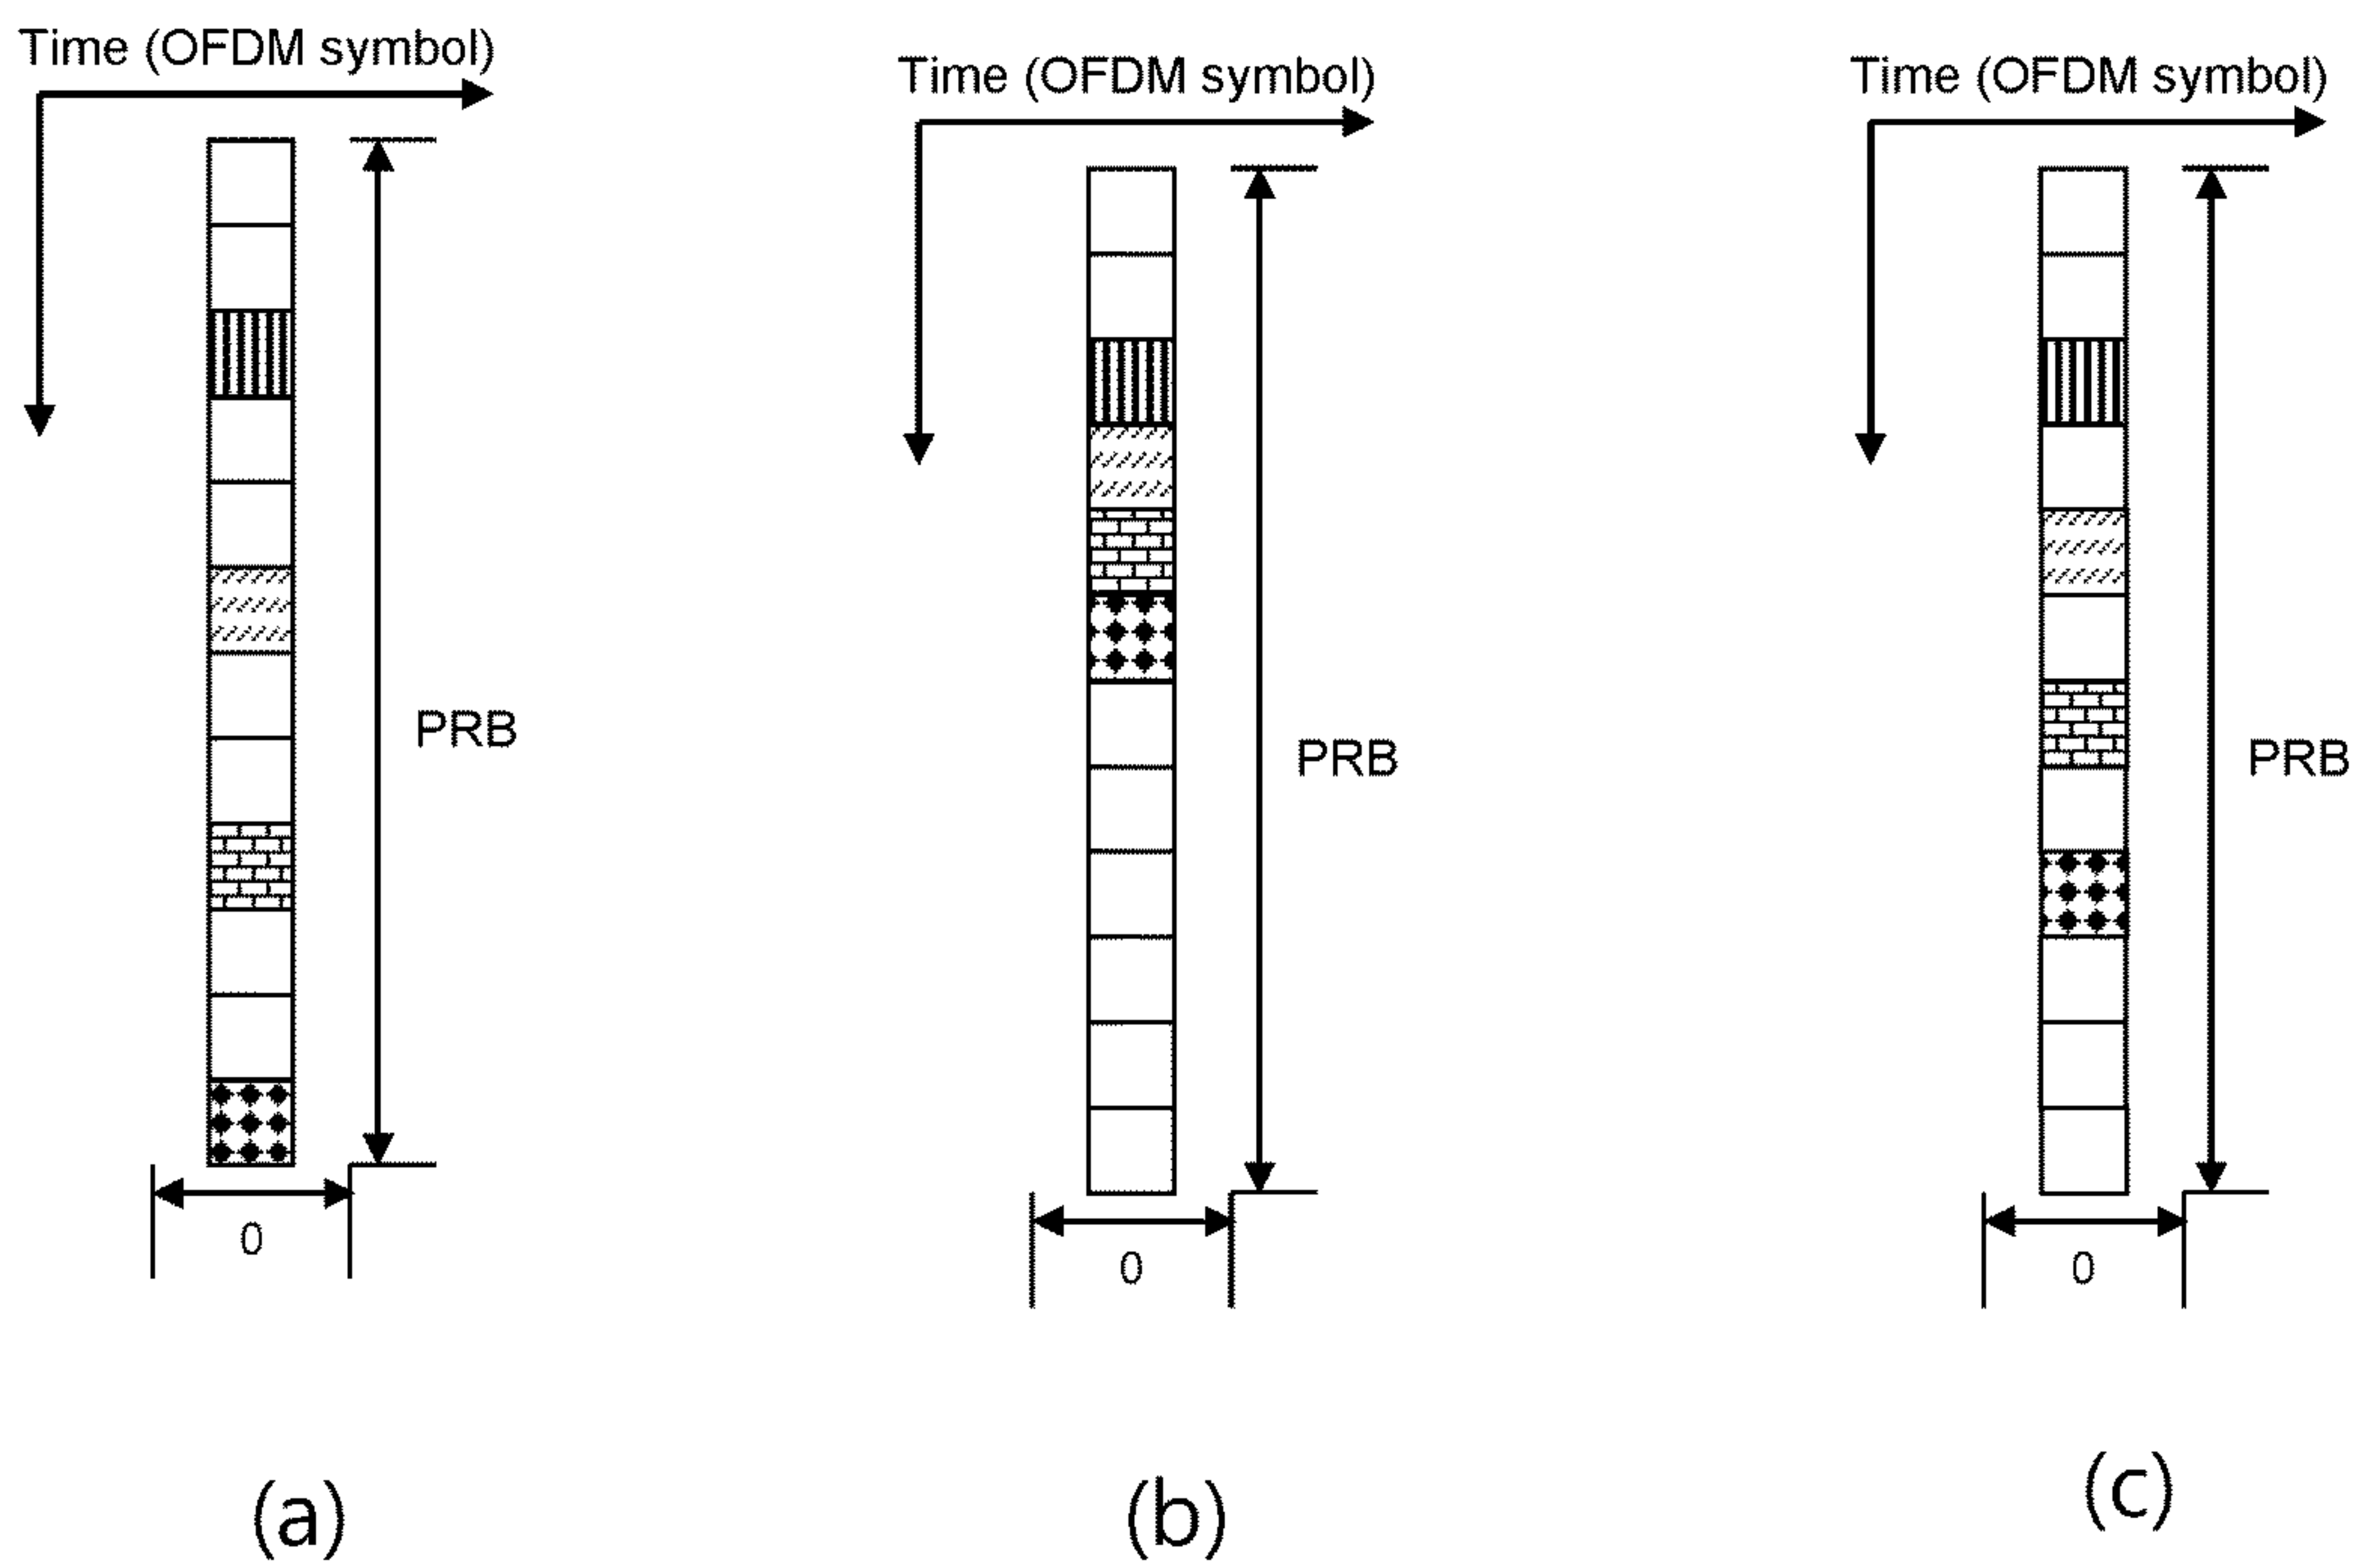 Time (OFDM symbol)
PRB
0
(a)
Time (OFDM symbol)
PRB
0
(b)
Time (OFDM symbol)
PRB
0
(c)